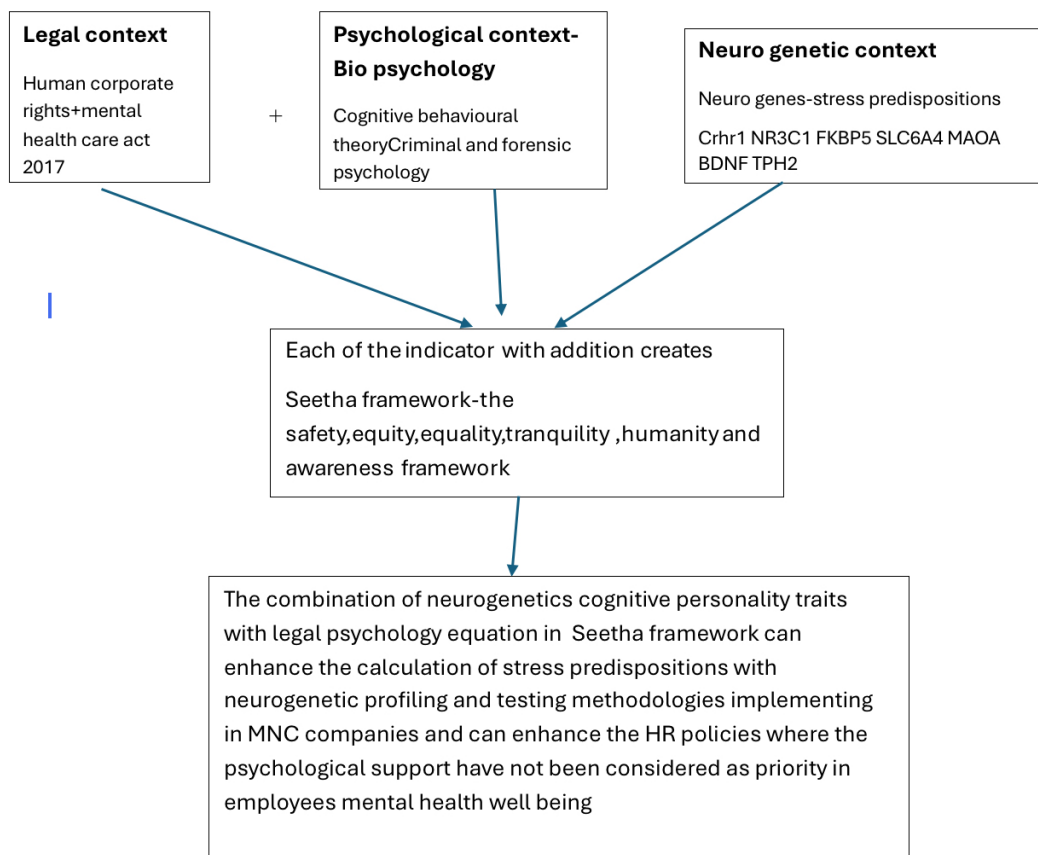 Legal context
Human corporate
rights+mental
health care act
2017
+
Psychological context-
Bio psychology
Cognitive behavioural
theoryCriminal and forensic
psychology
Neuro genetic context
Neuro genes-stress predispositions
Crhr1 NR3C1 FKBP5 SLC6A4 MAOA
BDNF TPH2
Each of the indicator with addition creates
Seetha framework-the
safety,equity,equality,tranquility ,humanity and
awareness framework
The combination of neurogenetics cognitive personality traits
with legal psychology equation in Seetha framework can
enhance the calculation of stress predispositions with
neurogenetic profiling and testing methodologies implementing
in MNC companies and can enhance the HR policies where the
psychological support have not been considered as priority in
employees mental health well being